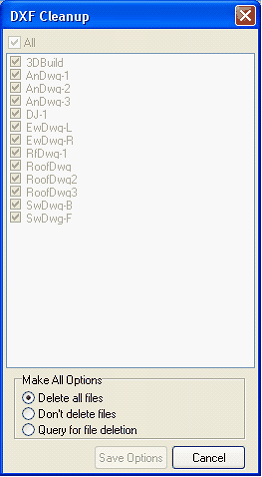 DXF Cleanup
All
3DBuild
AnDwg-1
AnDwg-2
AnDwg-3
DJ-1
EwDwg-L
EwDwg-R
RfDwg-1
RoofDwg
RoofDwg2
RoofDwg3
SwDwg-B
SwDwg-F
Make All Options
Delete all files
Don't delete files
Query for file deletion
Save Options
Cancel